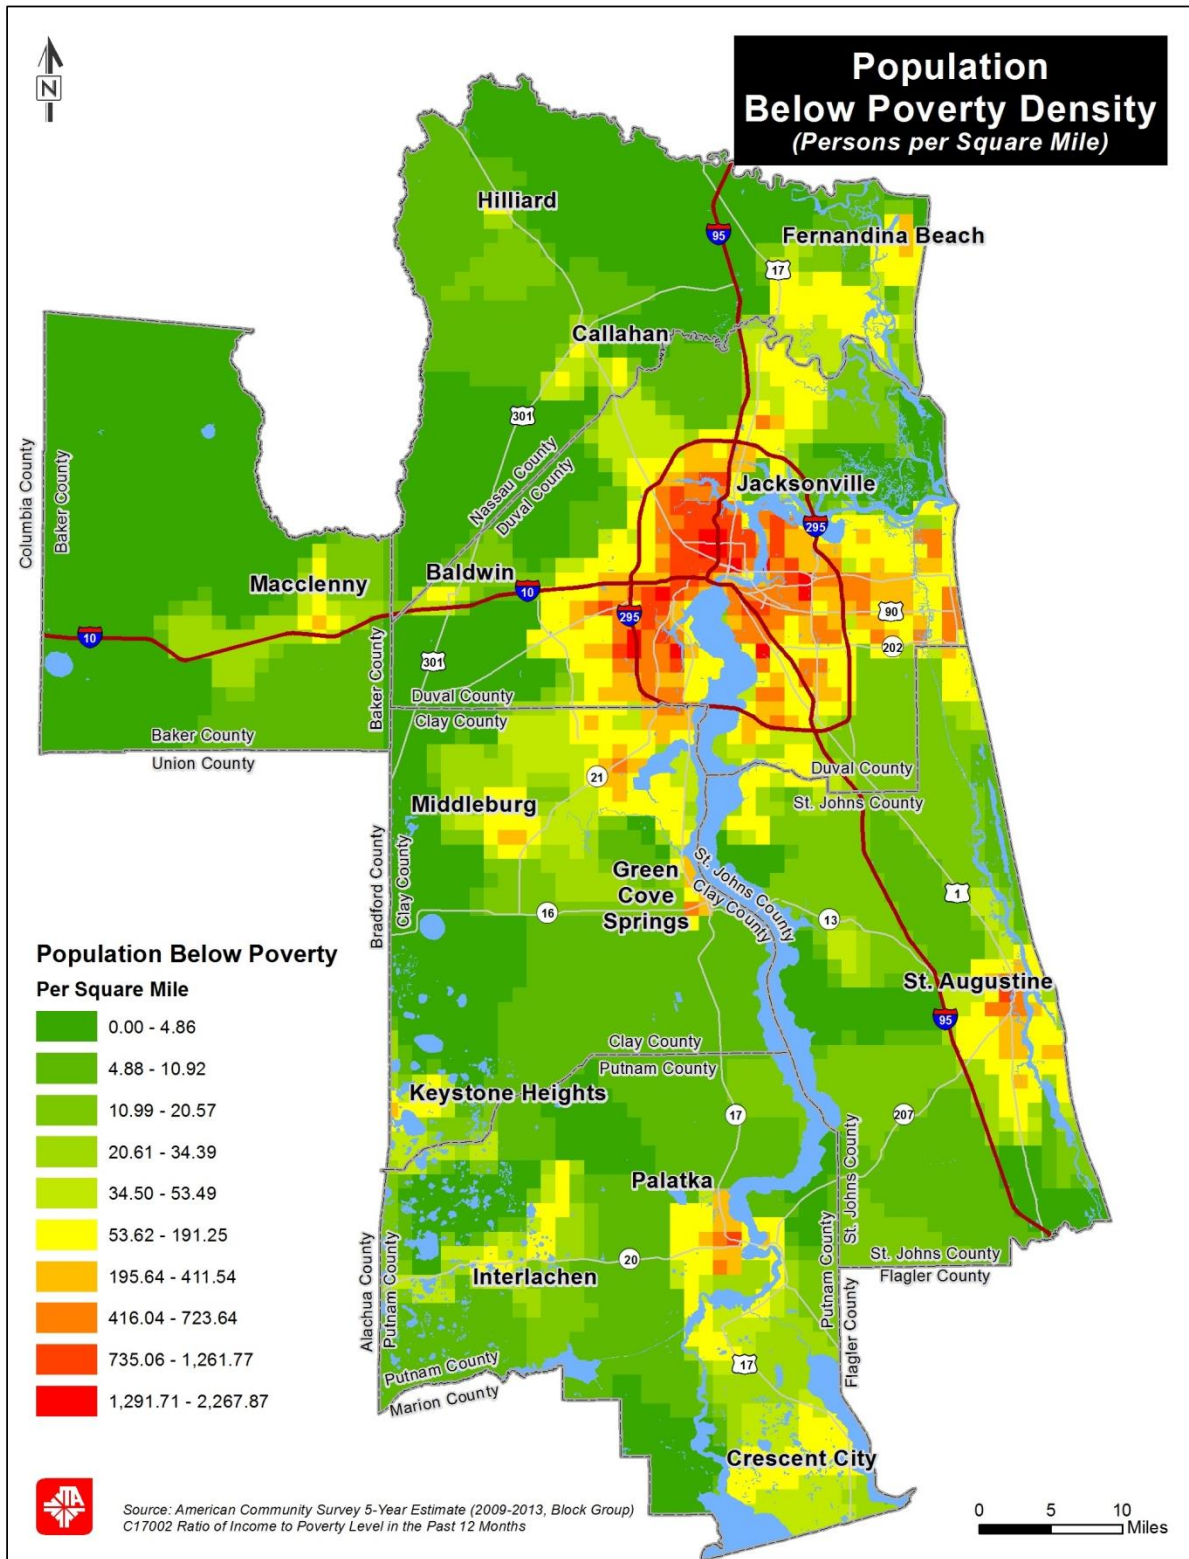 Population
Below Poverty Density
(Persons per Square Mile)
N
Hilliard
95
Fernandina Beach
17
Callahan
301
Nassau County
Duval County
Jacksonville
295
Columbia County
Baker County
Macclenny
Baldwin
10
10
295
90
202
301
Baker County
Duval County
Clay County
Baker County
Union County
Duval County
St. Johns County
21
Middleburg
Bradford County
Clay County
Green
Cove
Springs
St. Johns County
Clay County
16
13
1
St. Augustine
95
Population Below Poverty
Per Square Mile
0.00 - 4.86
4.88 - 10.92
10.99 - 20.57
20.61 - 34.39
34.50 - 53.49
53.62 - 191.25
195.64 - 411.54
416.04 - 723.64
735.06 - 1,261.77
1,291.71 - 2,267.87
Clay County
Putnam County
Keystone Heights
17
207
Palatka
St. Johns County
Putnam County
Flagler County
20
Interlachen
St. Johns County
Flagler County
Alachua County
Putnam County
Putnam County
Marion County
17
Crescent City
JTA
Source: American Community Survey 5-Year Estimate (2009-2013, Block Group)
C17002 Ratio of Income to Poverty Level in the Past 12 Months
0 5 10
Miles